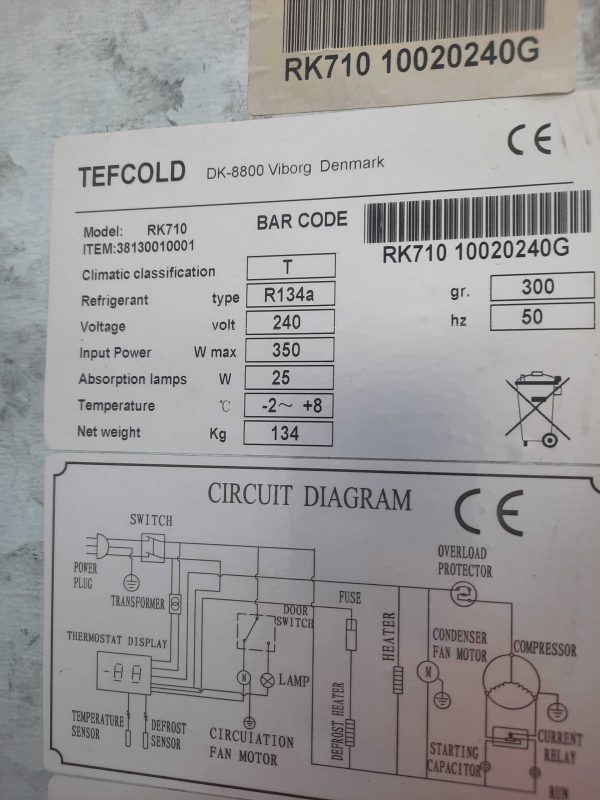 RK710 10020240G
TEFCOLD DK-8800 Viborg Denmark CE
Model: RK710 BAR CODE
ITEM:38130010001
RK710 10020240G
Climatic classification T
Refrigerant type R134a gr. 300
Voltage volt 240 hz 50
Input Power W max 350
Absorption lamps W 25
Temperature ℃ -2~ +8
Net weight Kg 134
CIRCUIT DIAGRAM CE
SWITCH
POWER
PLUG
TRANSFORMER
THERMOSTAT DISPLAY
TEMPERATURE
SENSOR
DEFROST
SENSOR
DOOR
SWITCH
M
LAMP
CIRCUIATION
FAN MOTOR
FUSE
DEFROST HEATER
HEATER
OVERLOAD
PROTECTOR
CONDENSER
FAN MOTOR
M
COMPRESSOR
STARTING
CAPACITOR
CURRENT
RELAY
RUN